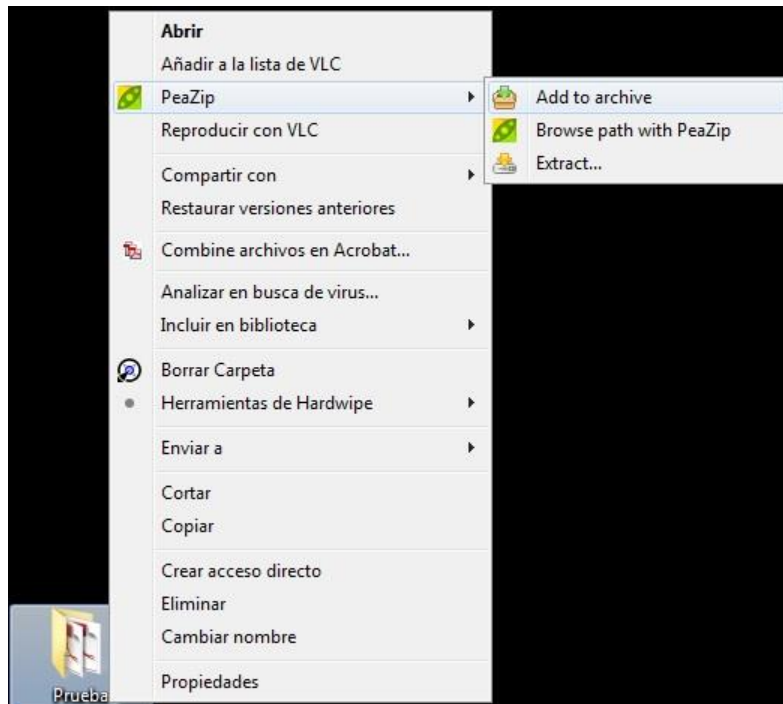 Abrir
Añadir a la lista de VLC
PeaZip
Reproducir con VLC
Compartir con
Restaurar versiones anteriores
Combine archivos en Acrobat...
Analizar en busca de virus...
Incluir en biblioteca
Borrar Carpeta
Herramientas de Hardwipe
Enviar a
Cortar
Copiar
Crear acceso directo
Eliminar
Cambiar nombre
Propiedades
Add to archive
Browse path with PeaZip
Extract...
Prueba